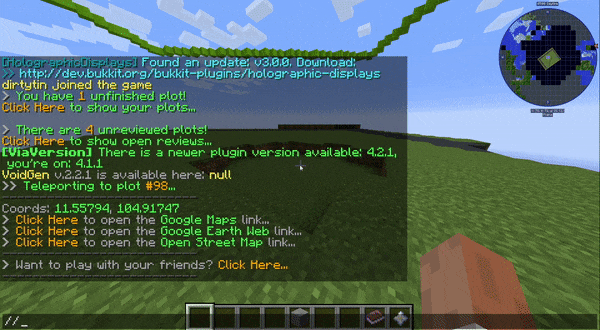 [HolographicDisplays] Found an update: v3.0.0. Download:
>> http://dev.bukkit.org/bukkit-plugins/holographic-displays
dirtytin joined the game
> You have 1 unfinished plot!
Click Here to show your plots...
> There are 4 unreviewed plots!
Click Here to show open reviews...
[ViaVersion] There is a newer plugin version available: 4.2.1,
you're on: 4.1.1
VoidGen v.2.2.1 is available here: null
>> Teleporting to plot #98...
Coords: 11.55794, 104.91747
> Click Here to open the Google Maps link...
> Click Here to open the Google Earth Web link...
> Click Here to open the Open Street Map link...
> Want to play with your friends? Click Here...
//_